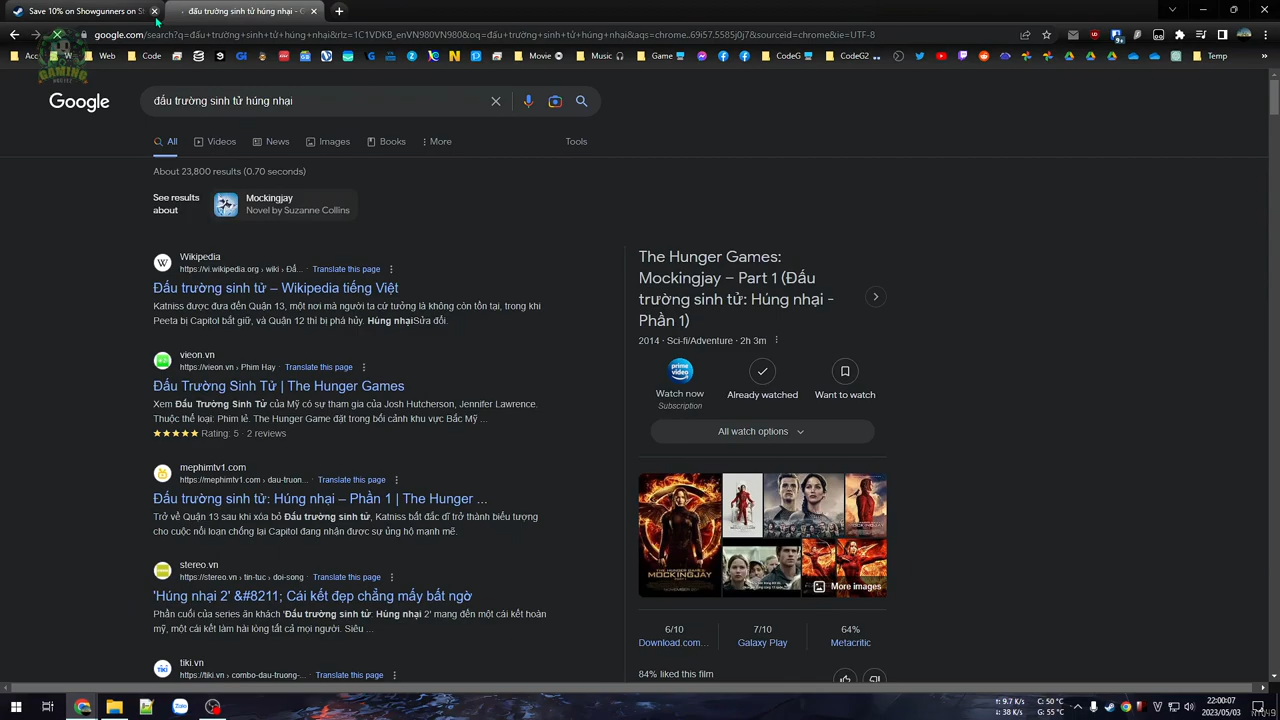 Save 10% on Showgunners on St
đấu trường sinh tử húng nhại - G
google.com/search?q=đấu+trường+sinh+tử+húng+nhại&rlz=1C1VDKB_enVN980VN980&oq=đấu+trường+sinh+tử+húng+nhại&aqs=chrome..69i57.5585j0j7&sourceid=chrome&ie=UTF-8
Code
Movie
Music
Game
CodeG
CodeG2
Temp
GAMING
Google
đấu trường sinh tử húng nhại
All
Videos
News
Images
Books
More
Tools
About 23,800 results (0.70 seconds)
See results about
Mockingjay
Novel by Suzanne Collins
Wikipedia
https://vi.wikipedia.org › wiki › Đấ... · Translate this page
Đấu trường sinh tử – Wikipedia tiếng Việt
Katniss được đưa đến Quận 13, một nơi mà người ta cứ tưởng là không còn tồn tại, trong khi
Peeta bị Capitol bắt giữ, và Quận 12 thì bị phá hủy. Húng nhạiSửa đổi.
vieon.vn
https://vieon.vn › Phim Hay · Translate this page
Đấu Trường Sinh Tử | The Hunger Games
Xem Đấu Trường Sinh Tử của Mỹ có sự tham gia của Josh Hutcherson, Jennifer Lawrence.
Thuộc thể loại: Phim lẻ. The Hunger Game đặt trong bối cảnh khu vực Bắc Mỹ ...
Rating: 5 · 2 reviews
mephimtv1.com
https://mephimtv1.com › dau-truon... · Translate this page
Đấu trường sinh tử: Húng nhại – Phần 1 | The Hunger ...
Trở về Quận 13 sau khi xóa bỏ Đấu trường sinh tử, Katniss bất đắc dĩ trở thành biểu tượng
cho cuộc nổi loạn chống lại Capitol đang nhận được sự ủng hộ mạnh mẽ.
stereo.vn
https://stereo.vn › tin-tuc › doi-song · Translate this page
'Húng nhại 2' &#8211; Cái kết đẹp chẳng mấy bất ngờ
Phần cuối của series ăn khách 'Đấu trường sinh tử: Húng nhại 2' mang đến một cái kết hoàn
mỹ, một cái kết làm hài lòng tất cả mọi người. Siêu ...
tiki.vn
https://tiki.vn › combo-dau-truong-... · Translate this page
The Hunger Games:
Mockingjay – Part 1 (Đấu
trường sinh tử: Húng nhại -
Phần 1)
2014 · Sci-fi/Adventure · 2h 3m
prime video
Watch now
Subscription
Already watched
Want to watch
All watch options
MOCKINGJAY
More images
6/10
Download.com...
7/10
Galaxy Play
64%
Metacritic
84% liked this film
Zalo
↑: 9.7 K/s
↓: 38 K/s
C: 50 °C
G: 55 °C
22:00:07
2023/05/03